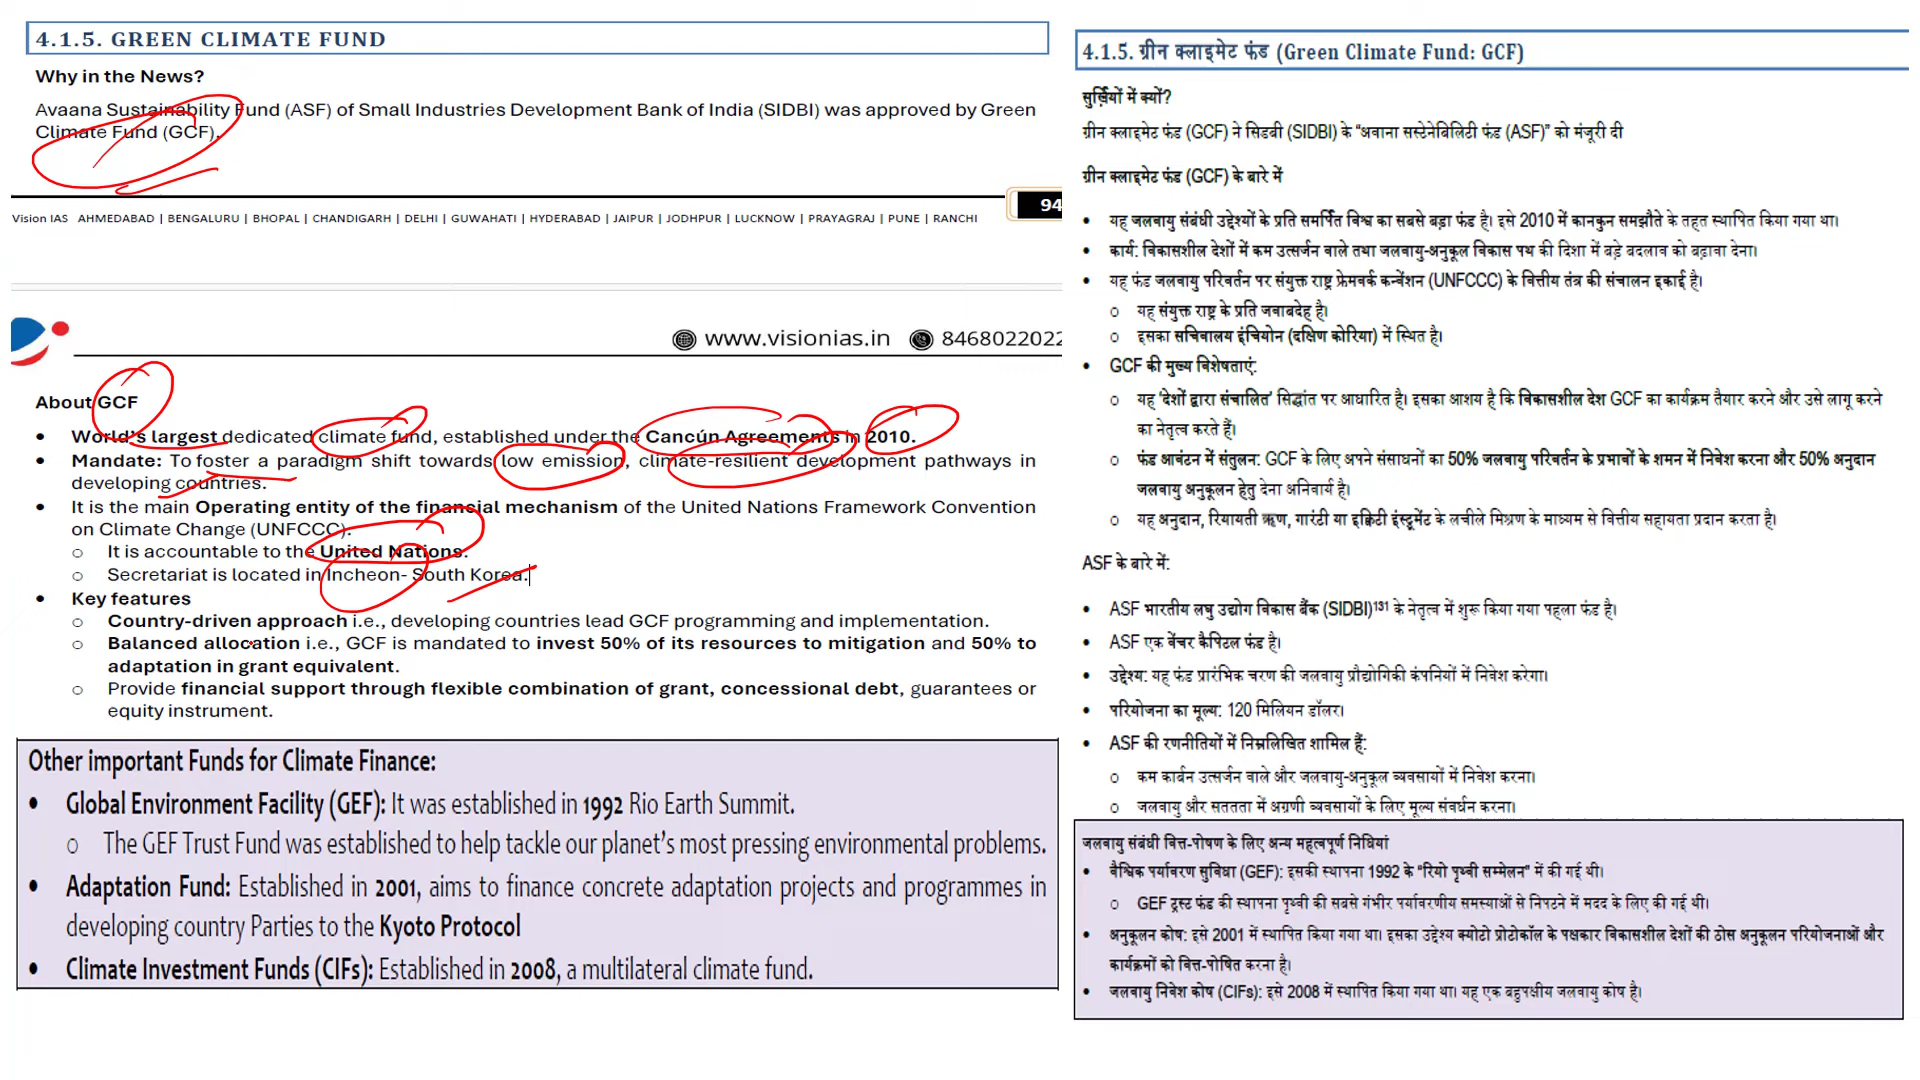 4.1.5. GREEN CLIMATE FUND
Why in the News?
Avaana Sustainability Fund (ASF) of Small Industries Development Bank of India (SIDBI) was approved by Green
Climate Fund (GCF).
94
Vision IAS AHMEDABAD | BENGALURU | BHOPAL | CHANDIGARH | DELHI | GUWAHATI | HYDERABAD | JAIPUR | JODHPUR | LUCKNOW | PRAYAGRAJ | PUNE | RANCHI
www.visionias.in 8468022022
About GCF
• World's largest dedicated climate fund, established under the Cancún Agreements in 2010.
• Mandate: To foster a paradigm shift towards low emission, climate-resilient development pathways in
developing countries.
• It is the main Operating entity of the financial mechanism of the United Nations Framework Convention
on Climate Change (UNFCCC).
o It is accountable to the United Nations.
o Secretariat is located in Incheon- South Korea.
• Key features
o Country-driven approach i.e., developing countries lead GCF programming and implementation.
o Balanced allocation i.e., GCF is mandated to invest 50% of its resources to mitigation and 50% to
adaptation in grant equivalent.
o Provide financial support through flexible combination of grant, concessional debt, guarantees or
equity instrument.
Other important Funds for Climate Finance:
• Global Environment Facility (GEF): It was established in 1992 Rio Earth Summit.
o The GEF Trust Fund was established to help tackle our planet's most pressing environmental problems.
• Adaptation Fund: Established in 2001, aims to finance concrete adaptation projects and programmes in
developing country Parties to the Kyoto Protocol
• Climate Investment Funds (CIFs): Established in 2008, a multilateral climate fund.
4.1.5. ग्रीन क्लाइमेट फंड (Green Climate Fund: GCF)
सुर्ख़ियों में क्यों?
ग्रीन क्लाइमेट फंड (GCF) ने सिडबी (SIDBI) के "अवाना सस्टेनेबिलिटी फंड (ASF)" को मंजूरी दी
ग्रीन क्लाइमेट फंड (GCF) के बारे में
• यह जलवायु संबंधी उद्देश्यों के प्रति समर्पित विश्व का सबसे बड़ा फंड है। इसे 2010 में कानकुन समझौते के तहत स्थापित किया गया था।
• कार्य: विकासशील देशों में कम उत्सर्जन वाले तथा जलवायु-अनुकूल विकास पथ की दिशा में बड़े बदलाव को बढ़ावा देना।
• यह फंड जलवायु परिवर्तन पर संयुक्त राष्ट्र फ्रेमवर्क कन्वेंशन (UNFCCC) के वित्तीय तंत्र की संचालन इकाई है।
o यह संयुक्त राष्ट्र के प्रति जवाबदेह है।
o इसका सचिवालय इंचियोन (दक्षिण कोरिया) में स्थित है।
• GCF की मुख्य विशेषताएं:
o यह 'देशों द्वारा संचालित' सिद्धांत पर आधारित है। इसका आशय है कि विकासशील देश GCF का कार्यक्रम तैयार करने और उसे लागू करने
का नेतृत्व करते हैं।
o फंड आवंटन में संतुलन: GCF के लिए अपने संसाधनों का 50% जलवायु परिवर्तन के प्रभावों के शमन में निवेश करना और 50% अनुदान
जलवायु अनुकूलन हेतु देना अनिवार्य है।
o यह अनुदान, रियायती ऋण, गारंटी या इक्विटी इंस्ट्रूमेंट के लचीले मिश्रण के माध्यम से वित्तीय सहायता प्रदान करता है।
ASF के बारे में:
• ASF भारतीय लघु उद्योग विकास बैंक (SIDBI)131 के नेतृत्व में शुरू किया गया पहला फंड है।
• ASF एक वेंचर कैपिटल फंड है।
• उद्देश्य: यह फंड प्रारंभिक चरण की जलवायु प्रौद्योगिकी कंपनियों में निवेश करेगा।
• परियोजना का मूल्य: 120 मिलियन डॉलर।
• ASF की रणनीतियों में निम्नलिखित शामिल हैं:
o कम कार्बन उत्सर्जन वाले और जलवायु-अनुकूल व्यवसायों में निवेश करना।
o जलवायु और सततता में अग्रणी व्यवसायों के लिए मूल्य संवर्धन करना।
जलवायु संबंधी वित्त-पोषण के लिए अन्य महत्वपूर्ण निधियां
• वैश्विक पर्यावरण सुविधा (GEF): इसकी स्थापना 1992 के "रियो पृथ्वी सम्मेलन" में की गई थी।
o GEF ट्रस्ट फंड की स्थापना पृथ्वी की सबसे गंभीर पर्यावरणीय समस्याओं से निपटने में मदद के लिए की गई थी।
• अनुकूलन कोष: इसे 2001 में स्थापित किया गया था। इसका उद्देश्य क्योटो प्रोटोकॉल के पक्षकार विकासशील देशों की ठोस अनुकूलन परियोजनाओं और
कार्यक्रमों को वित्त-पोषित करना है।
• जलवायु निवेश कोष (CIFs): इसे 2008 में स्थापित किया गया था। यह एक बहुपक्षीय जलवायु कोष है।